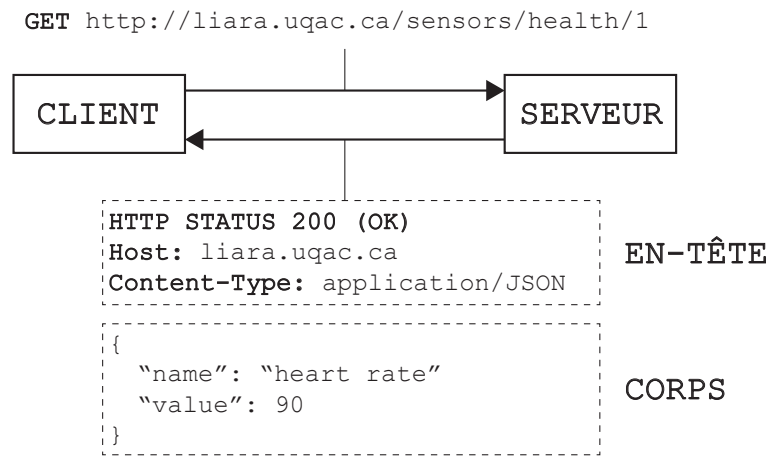 GET http://liara.uqac.ca/sensors/health/1
CLIENT
SERVEUR
HTTP STATUS 200 (OK)
Host: liara.uqac.ca
Content-Type: application/JSON
EN-TÊTE
{
“name”: “heart rate”
“value”: 90
}
CORPS